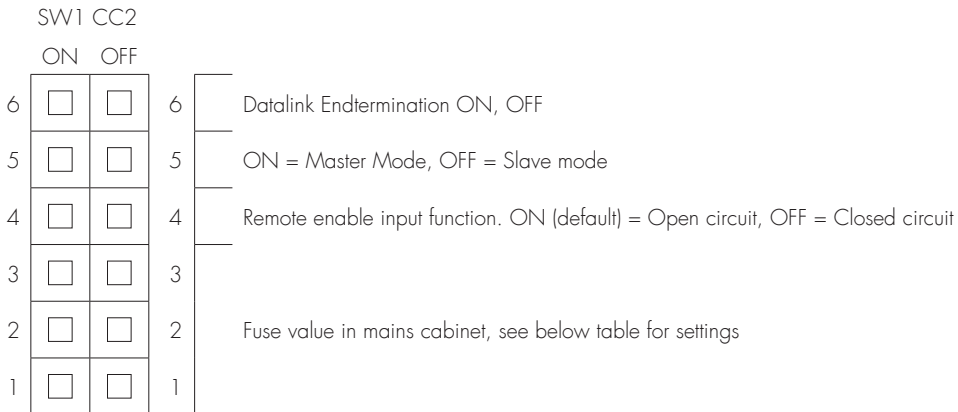 SW1 CC2
ON OFF
6 6 Datalink Endtermination ON, OFF
5 5 ON = Master Mode, OFF = Slave mode
4 4 Remote enable input function. ON (default) = Open circuit, OFF = Closed circuit
3 3
2 2 Fuse value in mains cabinet, see below table for settings
1 1